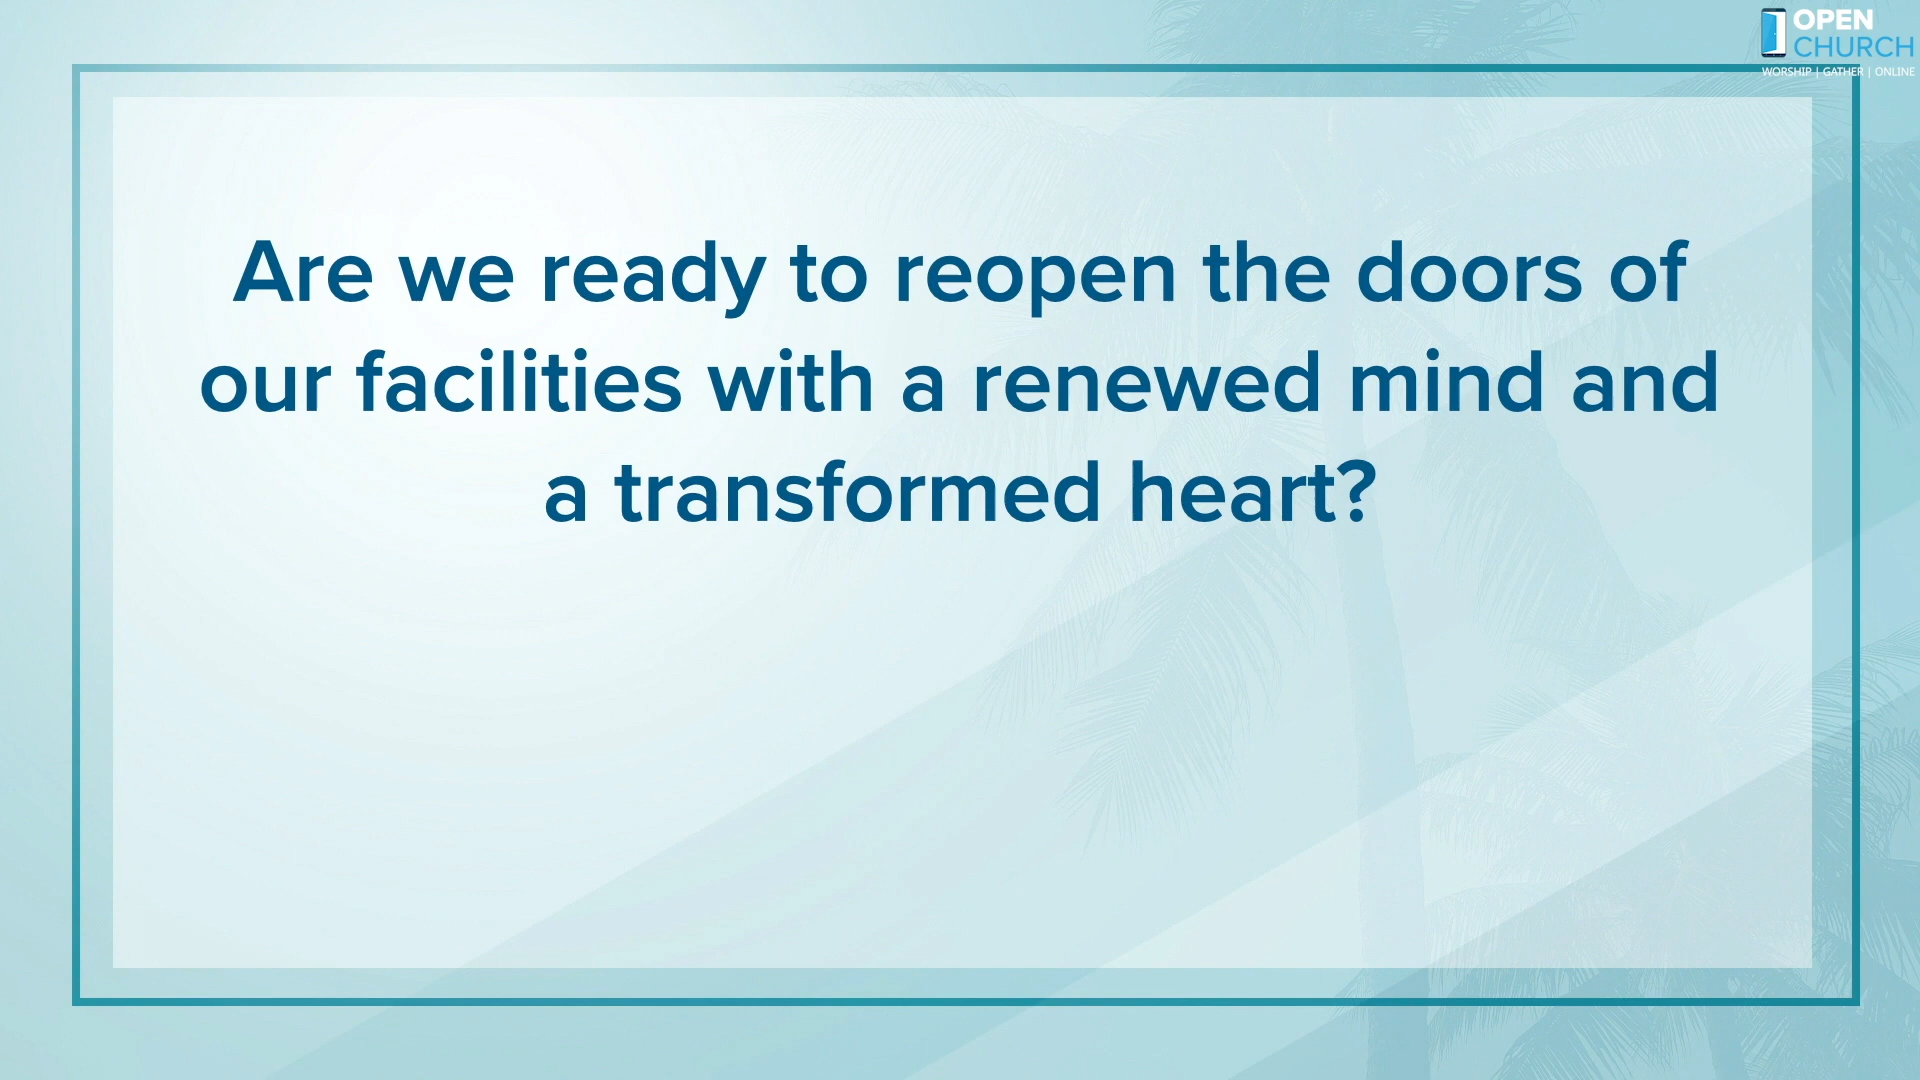 OPEN
CHURCH
WORSHIP | GATHER | ONLINE
Are we ready to reopen the doors of
our facilities with a renewed mind and
a transformed heart?